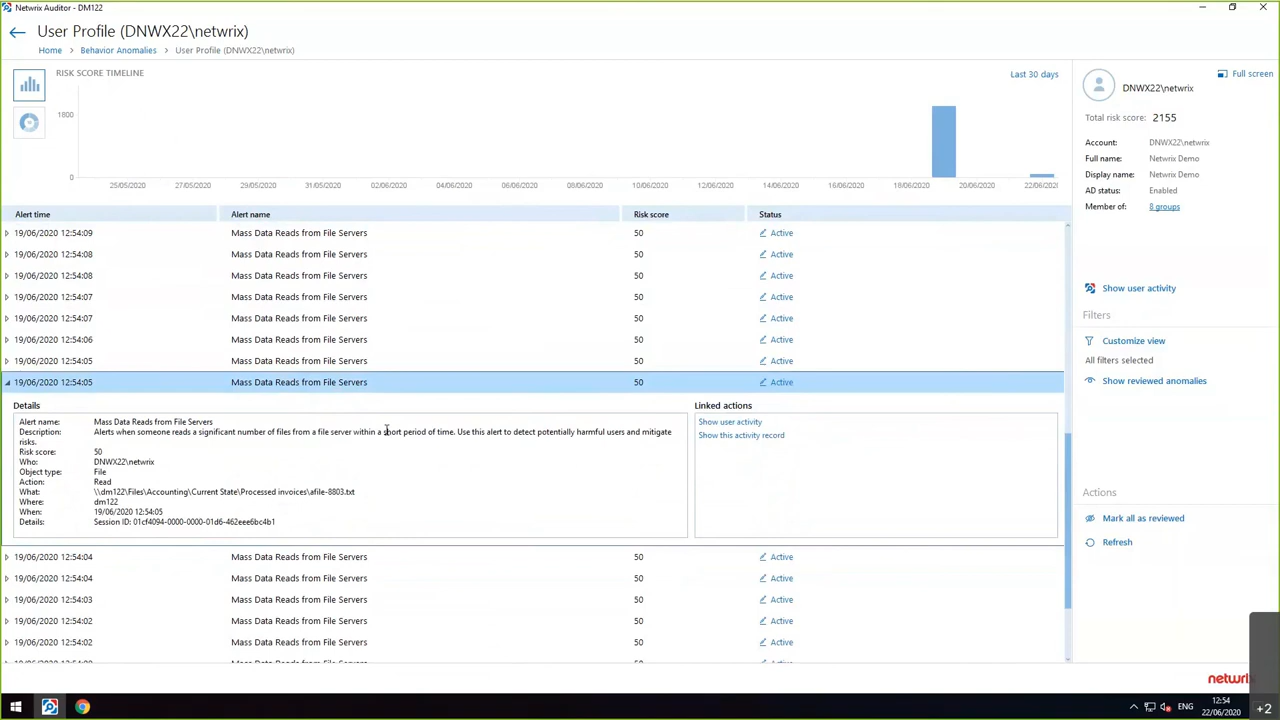 Netwrix Auditor - DM122
User Profile (DNWX22\netwrix)
Home
Behavior Anomalies
User Profile (DNWX22\netwrix)
RISK SCORE TIMELINE
Last 30 days
1800
0
25/05/2020 27/05/2020 29/05/2020 31/05/2020 02/06/2020 04/06/2020 06/06/2020 08/06/2020 10/06/2020 12/06/2020 14/06/2020 16/06/2020 18/06/2020 20/06/2020 22/06/2020
Alert time Alert name Risk score Status
19/06/2020 12:54:09 Mass Data Reads from File Servers 50 Active
19/06/2020 12:54:08 Mass Data Reads from File Servers 50 Active
19/06/2020 12:54:08 Mass Data Reads from File Servers 50 Active
19/06/2020 12:54:07 Mass Data Reads from File Servers 50 Active
19/06/2020 12:54:07 Mass Data Reads from File Servers 50 Active
19/06/2020 12:54:06 Mass Data Reads from File Servers 50 Active
19/06/2020 12:54:05 Mass Data Reads from File Servers 50 Active
19/06/2020 12:54:05 Mass Data Reads from File Servers 50 Active
Details
Alert name: Mass Data Reads from File Servers
Description: Alerts when someone reads a significant number of files from a file server within a short period of time. Use this alert to detect potentially harmful users and mitigate
risks.
Risk score: 50
Who: DNWX22\netwrix
Object type: File
Action: Read
What: \\dm122\Files\Accounting\Current State\Processed invoices\afile-8803.txt
Where: dm122
When: 19/06/2020 12:54:05
Details: Session ID: 01cf4094-0000-0000-01d6-462eee6bc4b1
Linked actions
Show user activity
Show this activity record
19/06/2020 12:54:04 Mass Data Reads from File Servers 50 Active
19/06/2020 12:54:04 Mass Data Reads from File Servers 50 Active
19/06/2020 12:54:03 Mass Data Reads from File Servers 50 Active
19/06/2020 12:54:02 Mass Data Reads from File Servers 50 Active
19/06/2020 12:54:02 Mass Data Reads from File Servers 50 Active
Full screen
DNWX22\netwrix
Total risk score: 2155
Account: DNWX22\netwrix
Full name: Netwrix Demo
Display name: Netwrix Demo
AD status: Enabled
Member of: 8 groups
Show user activity
Filters
Customize view
All filters selected
Show reviewed anomalies
Actions
Mark all as reviewed
Refresh
netwrix
ENG
12:54
22/06/2020
+2